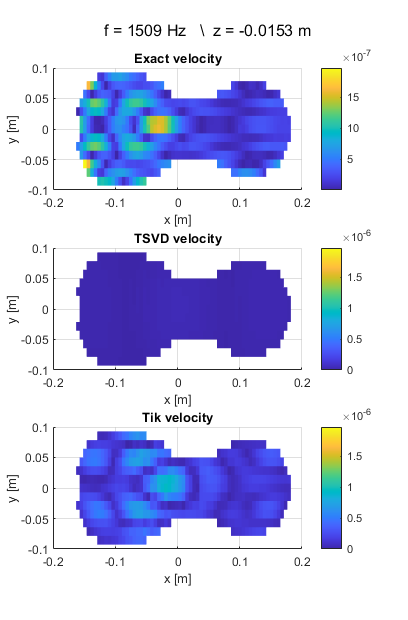 f = 1509 Hz \ z = -0.0153 m
Exact velocity
×10-7
0.1
0.05
0
-0.05
-0.1
y [m]
-0.2 -0.1 0 0.1 0.2
x [m]
15
10
5
TSVD velocity
×10-6
0.1
0.05
0
-0.05
-0.1
y [m]
-0.2 -0.1 0 0.1 0.2
x [m]
1.5
1
0.5
0
Tik velocity
×10-6
0.1
0.05
0
-0.05
-0.1
y [m]
-0.2 -0.1 0 0.1 0.2
x [m]
1.5
1
0.5
0